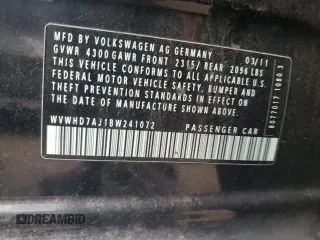 MFD BY VOLKSWAGEN AG GERMANY 03/11
GVWR 4300 GAWR FRONT 2315/ REAR 2096 LBS
THIS VEHICLE CONFORMS TO ALL APPLICABLE U.S.
FEDERAL MOTOR VEHICLE SAFETY, BUMPER AND
THEFT PREVENTION STANDARDS IN EFFECT ON THE
DATE OF MANUFACTURE SHOWN ABOVE.
WVWHD7AJ1BW241072 PASSENGER CAR
DREAMBID